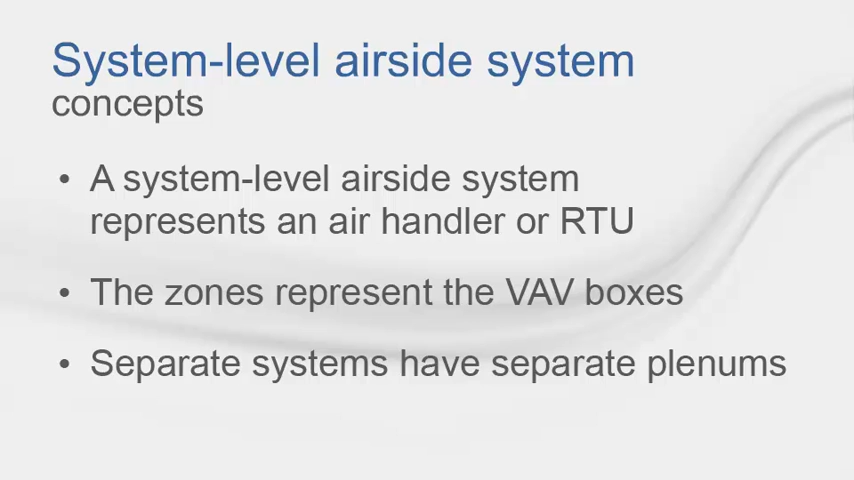 System-level airside system
concepts
• A system-level airside system
represents an air handler or RTU
• The zones represent the VAV boxes
• Separate systems have separate plenums